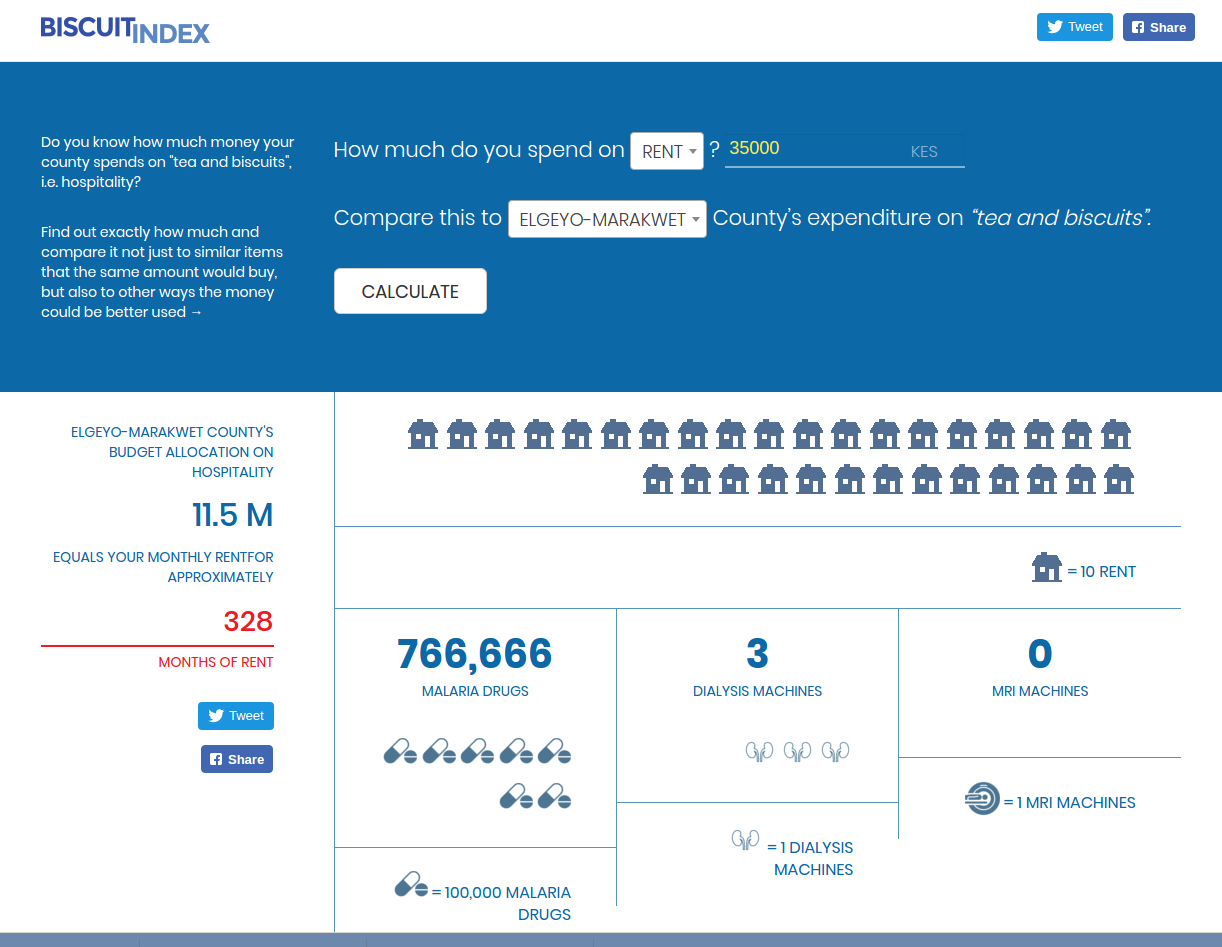 BISCUITINDEX
Tweet
Share
Do you know how much money your
county spends on "tea and biscuits",
i.e. hospitality?
Find out exactly how much and
compare it not just to similar items
that the same amount would buy,
but also to other ways the money
could be better used →
How much do you spend on RENT ? 35000 KES
Compare this to ELGEYO-MARAKWET County’s expenditure on “tea and biscuits”.
CALCULATE
ELGEYO-MARAKWET COUNTY'S
BUDGET ALLOCATION ON
HOSPITALITY
11.5 M
EQUALS YOUR MONTHLY RENTFOR
APPROXIMATELY
328
MONTHS OF RENT
Tweet
Share
= 10 RENT
766,666
MALARIA DRUGS
= 100,000 MALARIA
DRUGS
3
DIALYSIS MACHINES
= 1 DIALYSIS
MACHINES
0
MRI MACHINES
= 1 MRI MACHINES